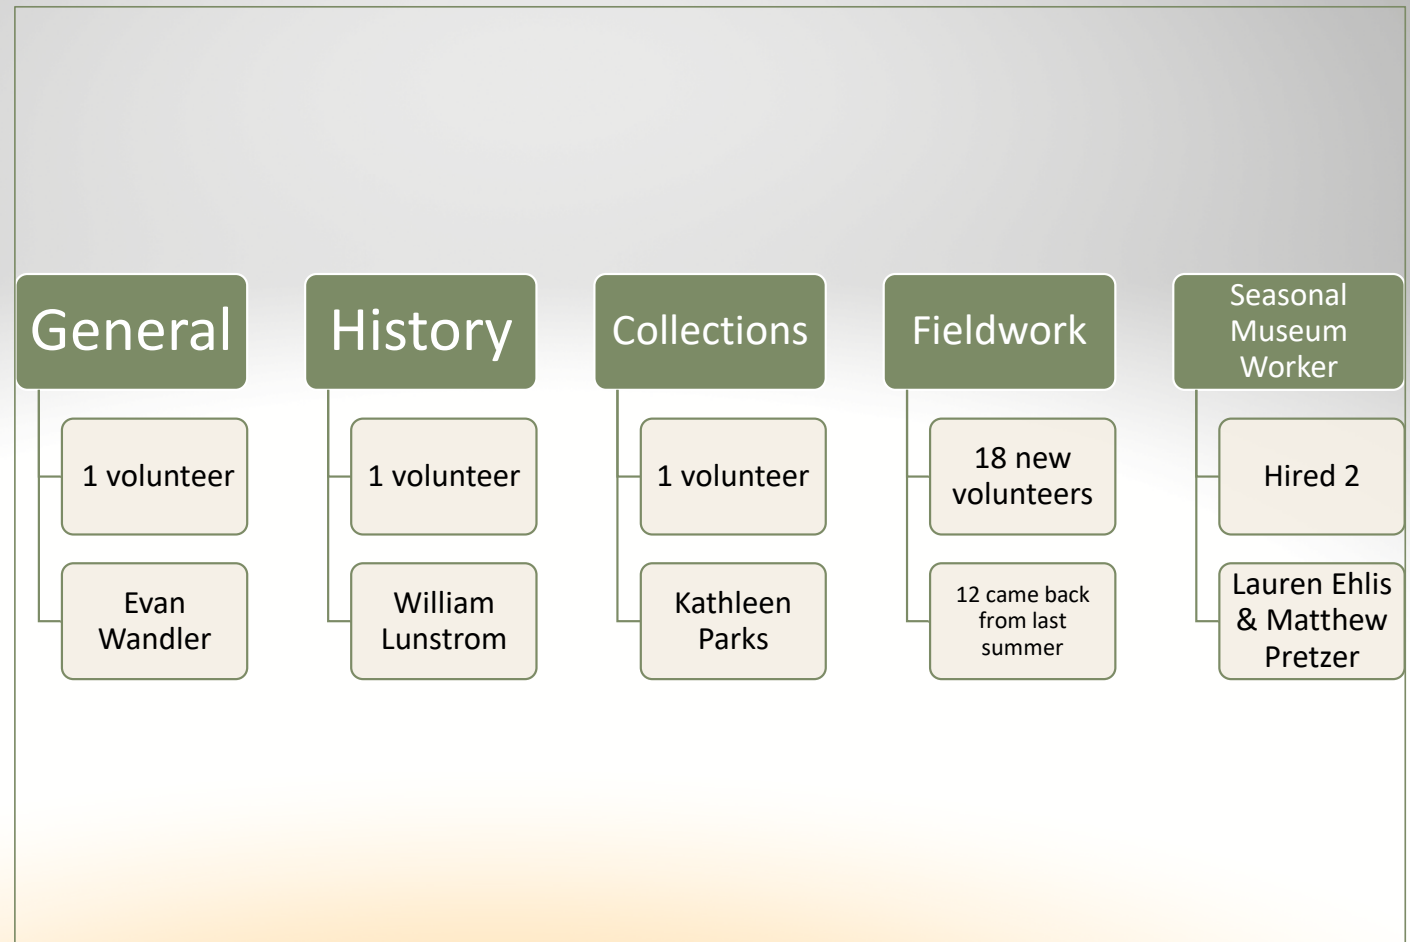 General
1 volunteer
Evan
Wandler
History
1 volunteer
William
Lunstrom
Collections
1 volunteer
Kathleen
Parks
Fieldwork
18 new
volunteers
12 came back
from last
summer
Seasonal
Museum
Worker
Hired 2
Lauren Ehlis
& Matthew
Pretzer